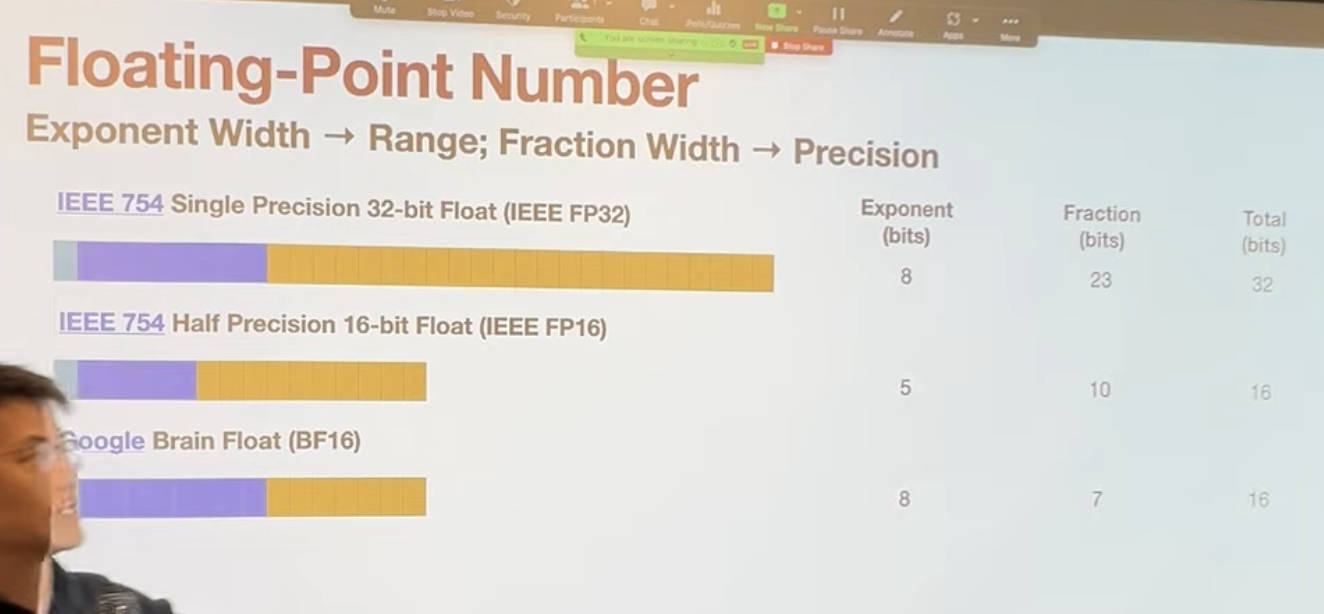 Mute Stop Video Security Participants Chat Polls/Quizzes New Share Pause Share Annotate Apps More
You are screen sharing Stop Share
Floating-Point Number
Exponent Width → Range; Fraction Width → Precision
IEEE 754 Single Precision 32-bit Float (IEEE FP32)
Exponent (bits) Fraction (bits) Total (bits)
8 23 32
IEEE 754 Half Precision 16-bit Float (IEEE FP16)
5 10 16
Google Brain Float (BF16)
8 7 16